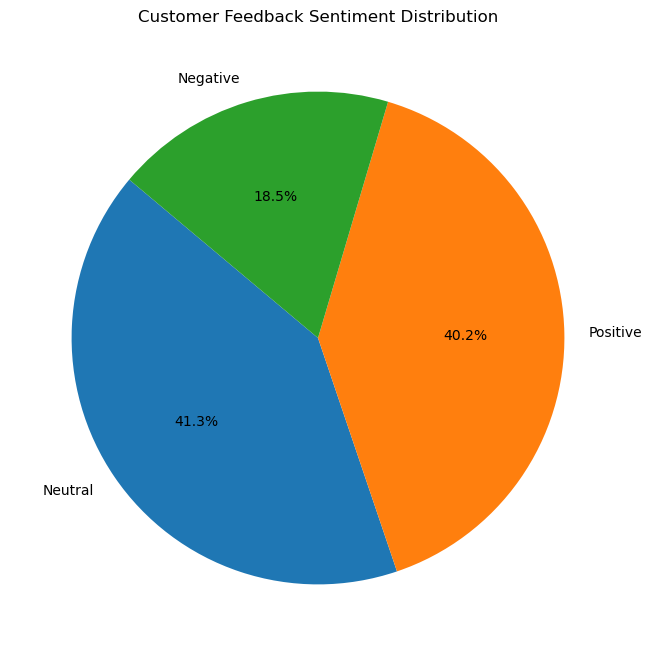 Customer Feedback Sentiment Distribution
Negative
18.5%
Positive
40.2%
41.3%
Neutral